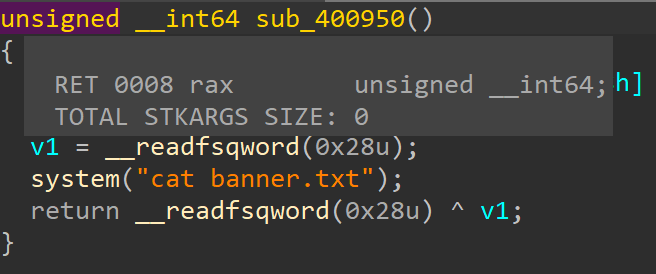 unsigned __int64 sub_400950()
{
RET 0008 rax unsigned __int64; h]
TOTAL STKARGS SIZE: 0
v1 = __readfsqword(0x28u);
system("cat banner.txt");
return __readfsqword(0x28u) ^ v1;
}